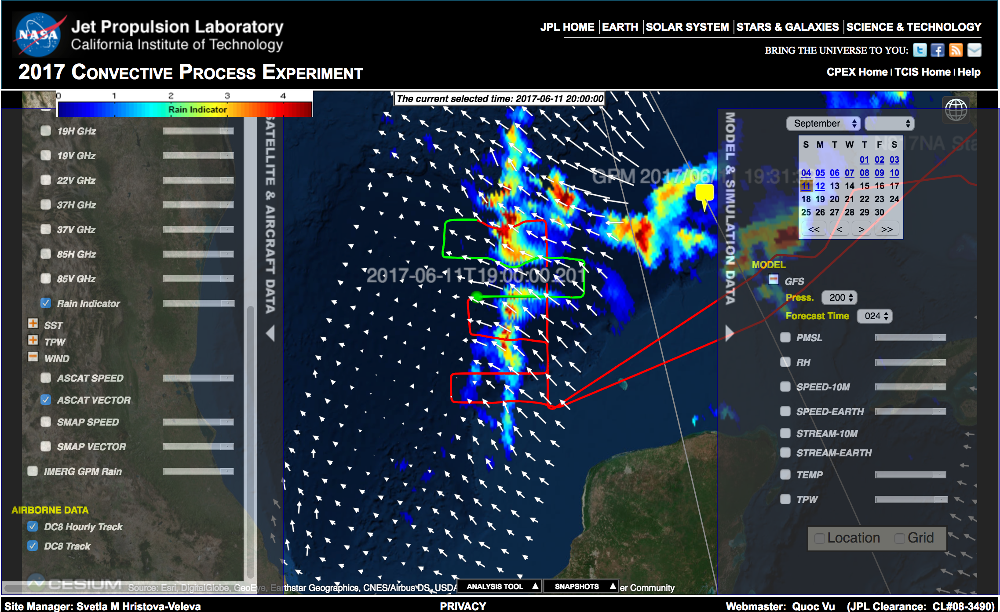 NASA
Jet Propulsion Laboratory
California Institute of Technology
2017 Convective Process Experiment
JPL HOME | EARTH | SOLAR SYSTEM | STARS & GALAXIES | SCIENCE & TECHNOLOGY
BRING THE UNIVERSE TO YOU:
CPEX Home | TCIS Home | Help
0 1 2 3 4
Rain Indicator
The current selected time: 2017-06-11 20:00:00
19H GHz
19V GHz
22V GHz
37H GHz
37V GHz
85H GHz
85V GHz
Rain Indicator
SST
TPW
WIND
ASCAT SPEED
ASCAT VECTOR
SMAP SPEED
SMAP VECTOR
IMERG GPM Rain
AIRBORNE DATA
DC8 Hourly Track
DC8 Track
SATELLITE & AIRCRAFT DATA
GPM 2017/06/11 19:31:
2017-06-11T19:00:00.201
MODEL & SIMULATION DATA
September
N817NA Sta
S M T W T F S
01 02 03
04 05 06 07 08 09 10
11 12 13 14 15 16 17
18 19 20 21 22 23 24
25 26 27 28 29 30
<< < > >>
MODEL
GFS
Press. 200
Forecast Time 024
PMSL
RH
SPEED-10M
SPEED-EARTH
STREAM-10M
STREAM-EARTH
TEMP
TPW
Location Grid
CESIUM
Source: Esri, DigitalGlobe, GeoEye, Earthstar Geographics, CNES/Airbus DS, USDA
ANALYSIS TOOL ▲
SNAPSHOTS ▲
er Community
Site Manager: Svetla M Hristova-Veleva
PRIVACY
Webmaster: Quoc Vu (JPL Clearance: CL#08-3490)